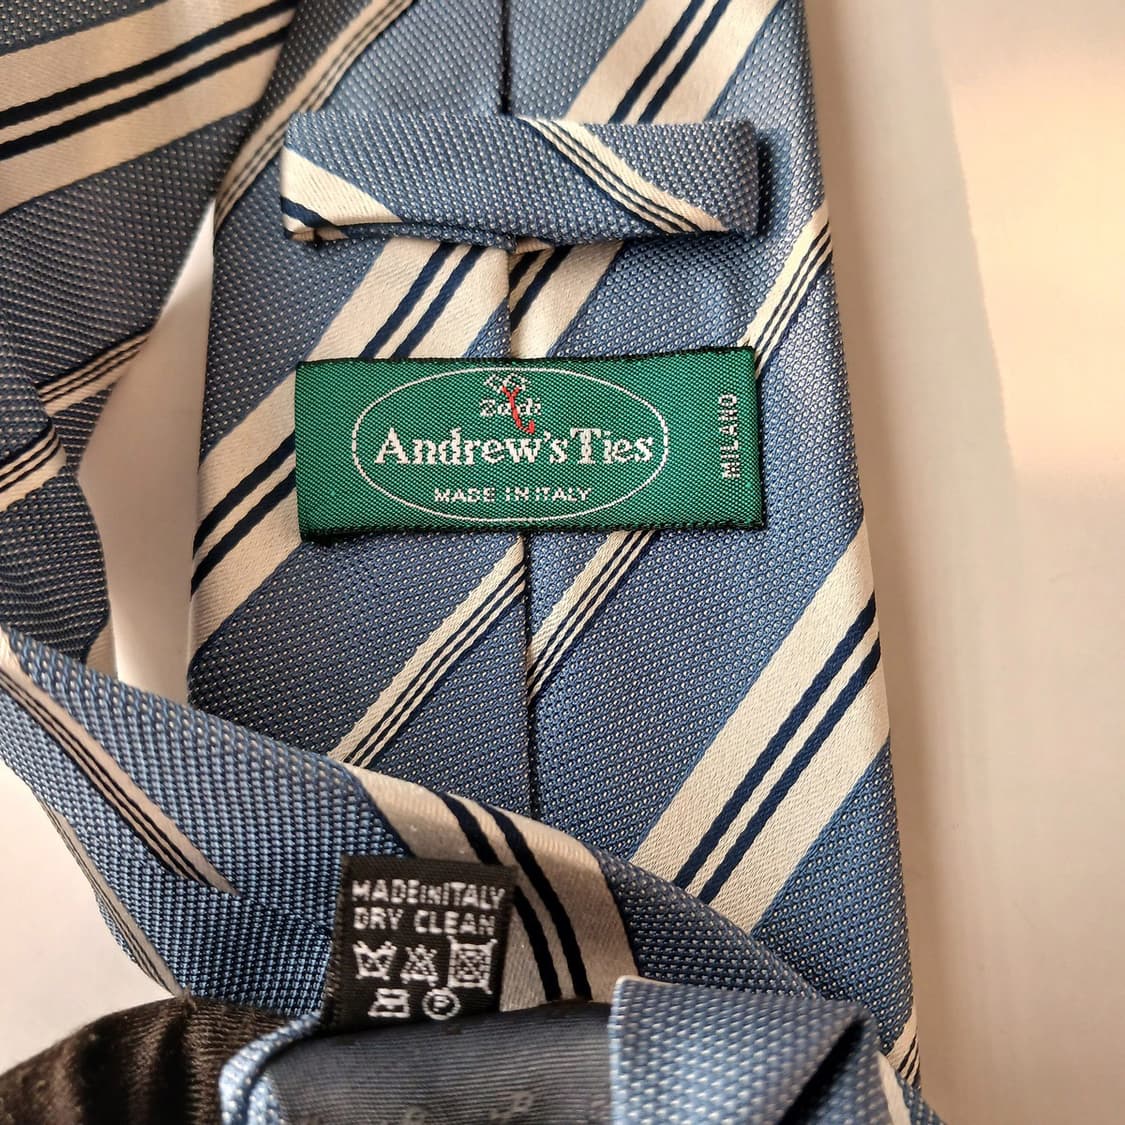 Andrew's Ties
MADE IN ITALY
MILANO
MADE IN ITALY
DRY CLEAN
P